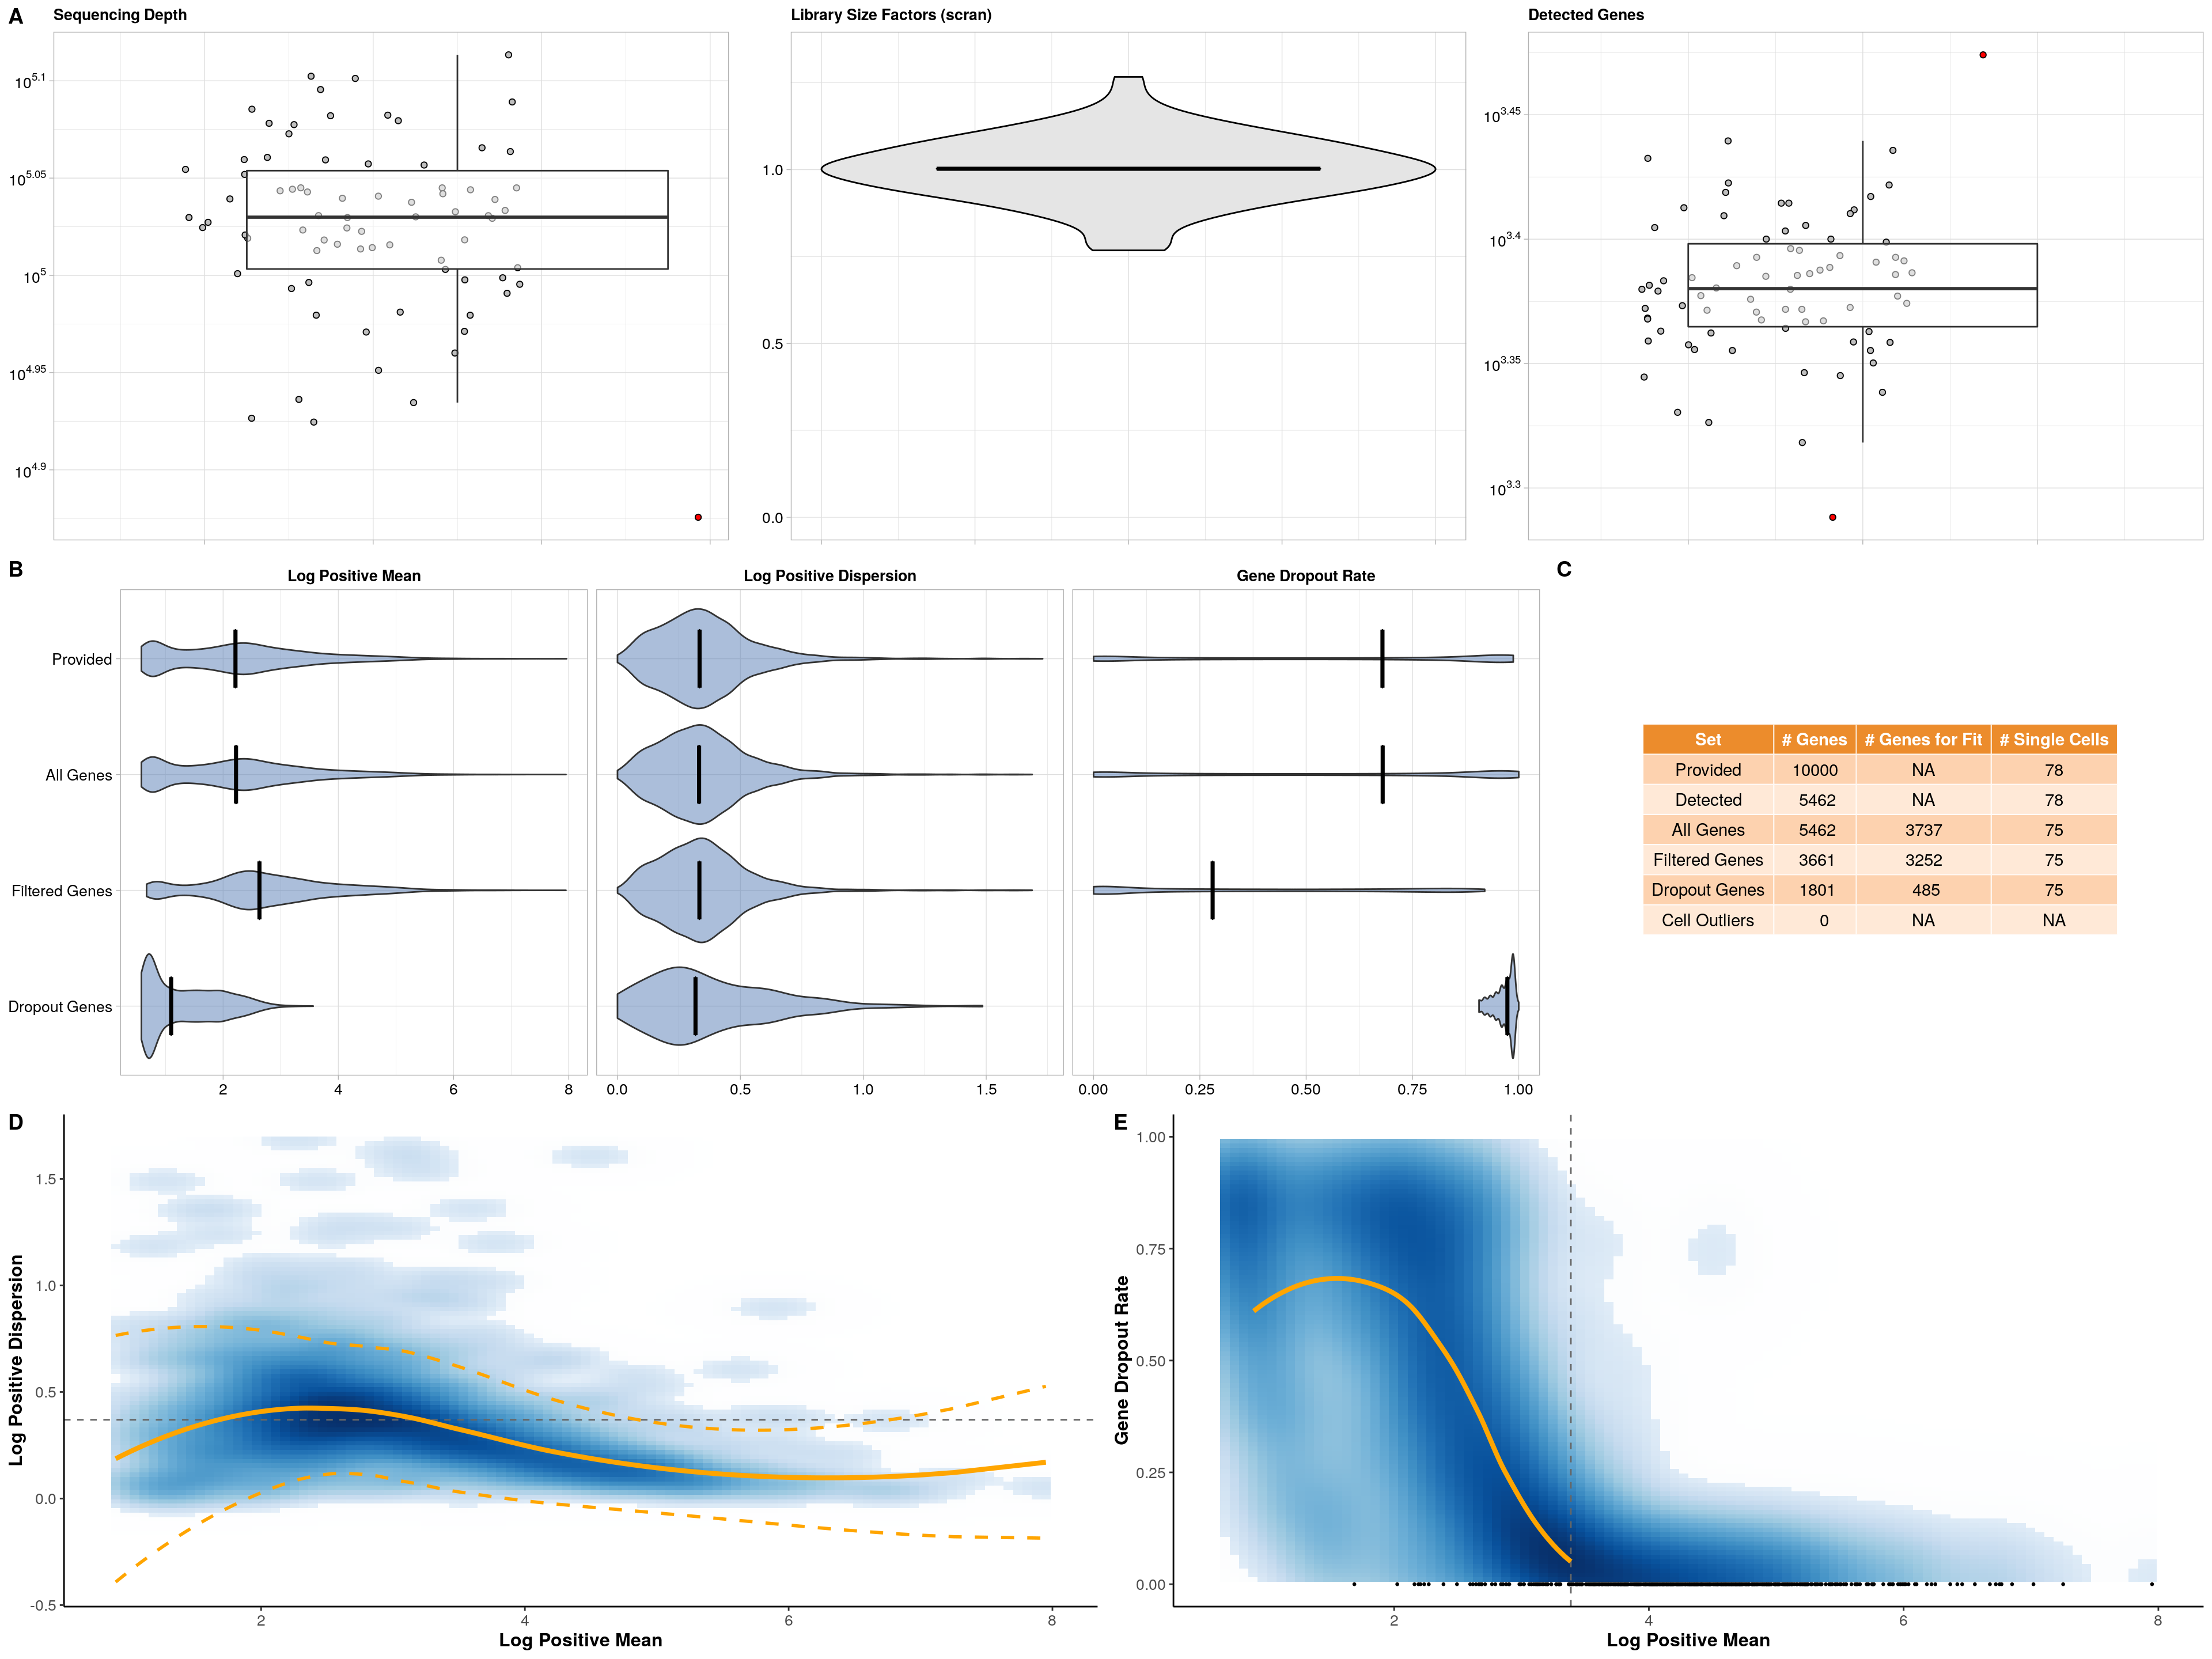 A
Sequencing Depth
Library Size Factors (scran)
Detected Genes
10^5.1
10^5.05
10^5
10^4.95
10^4.9
1.0
0.5
0.0
10^3.45
10^3.4
10^3.35
10^3.3
B
Log Positive Mean
Log Positive Dispersion
Gene Dropout Rate
Provided
All Genes
Filtered Genes
Dropout Genes
2 4 6 8
0.0 0.5 1.0 1.5
0.00 0.25 0.50 0.75 1.00
C
Set # Genes # Genes for Fit # Single Cells
Provided 10000 NA 78
Detected 5462 NA 78
All Genes 5462 3737 75
Filtered Genes 3661 3252 75
Dropout Genes 1801 485 75
Cell Outliers 0 NA NA
D
Log Positive Dispersion
1.5
1.0
0.5
0.0
-0.5
2 4 6 8
Log Positive Mean
E
Gene Dropout Rate
1.00
0.75
0.50
0.25
0.00
2 4 6 8
Log Positive Mean